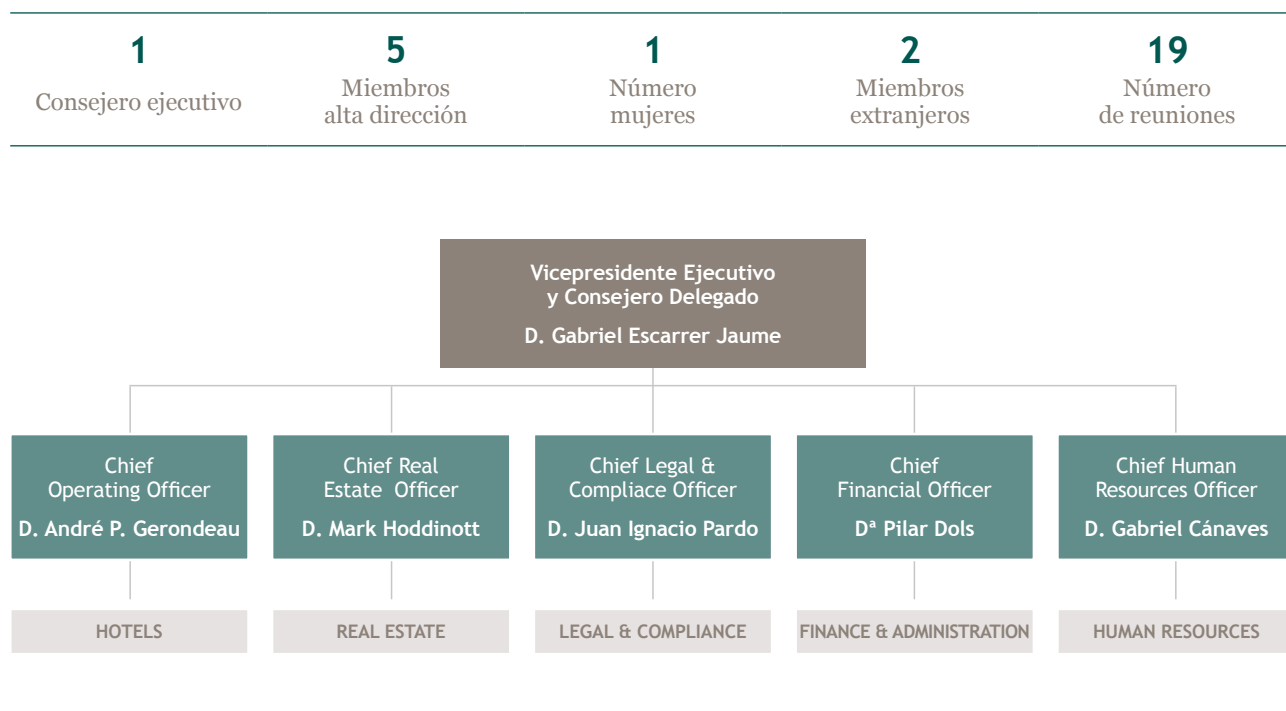 1
Consejero ejecutivo
5
Miembros
alta dirección
1
Número
mujeres
2
Miembros
extranjeros
19
Número
de reuniones
Vicepresidente Ejecutivo
y Consejero Delegado
D. Gabriel Escarrer Jaume
Chief
Operating Officer
D. André P. Gerondeau
Chief Real
Estate Officer
D. Mark Hoddinott
Chief Legal &
Compliace Officer
D. Juan Ignacio Pardo
Chief
Financial Officer
Dª Pilar Dols
Chief Human
Resources Officer
D. Gabriel Cánaves
HOTELS
REAL ESTATE
LEGAL & COMPLIANCE
FINANCE & ADMINISTRATION
HUMAN RESOURCES